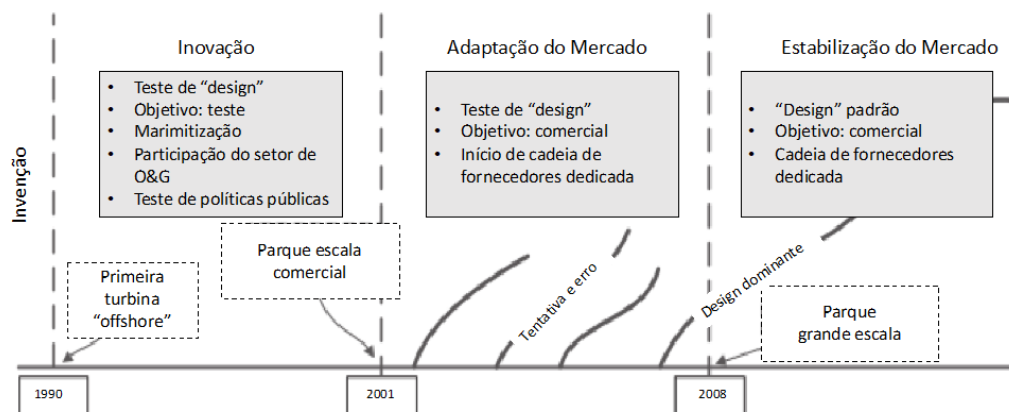 Invenção
Inovação
• Teste de “design”
• Objetivo: teste
• Marimitização
• Participação do setor de
O&G
• Teste de políticas públicas
Adaptação do Mercado
• Teste de “design”
• Objetivo: comercial
• Início de cadeia de
fornecedores dedicada
Estabilização do Mercado
• “Design” padrão
• Objetivo: comercial
• Cadeia de fornecedores
dedicada
Primeira
turbina
“offshore”
Parque escala
comercial
Tentativa e erro
Design dominante
Parque
grande escala
1990
2001
2008